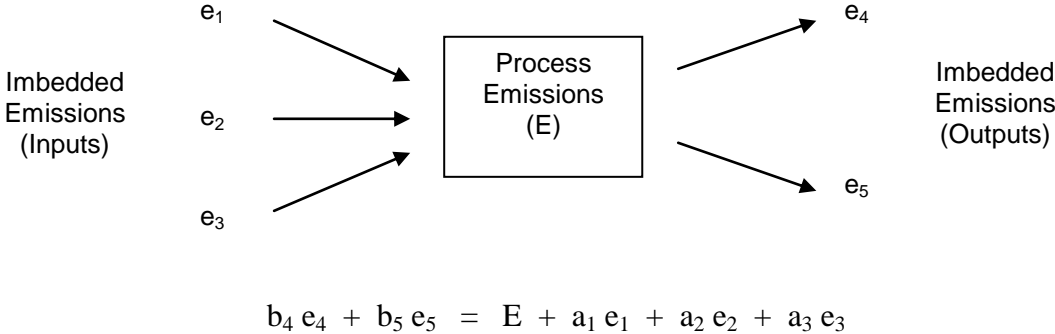 e₁
e₄
Imbedded
Emissions
(Inputs)
e₂
Process
Emissions
(E)
Imbedded
Emissions
(Outputs)
e₃
e₅
b₄ e₄ + b₅ e₅ = E + a₁ e₁ + a₂ e₂ + a₃ e₃